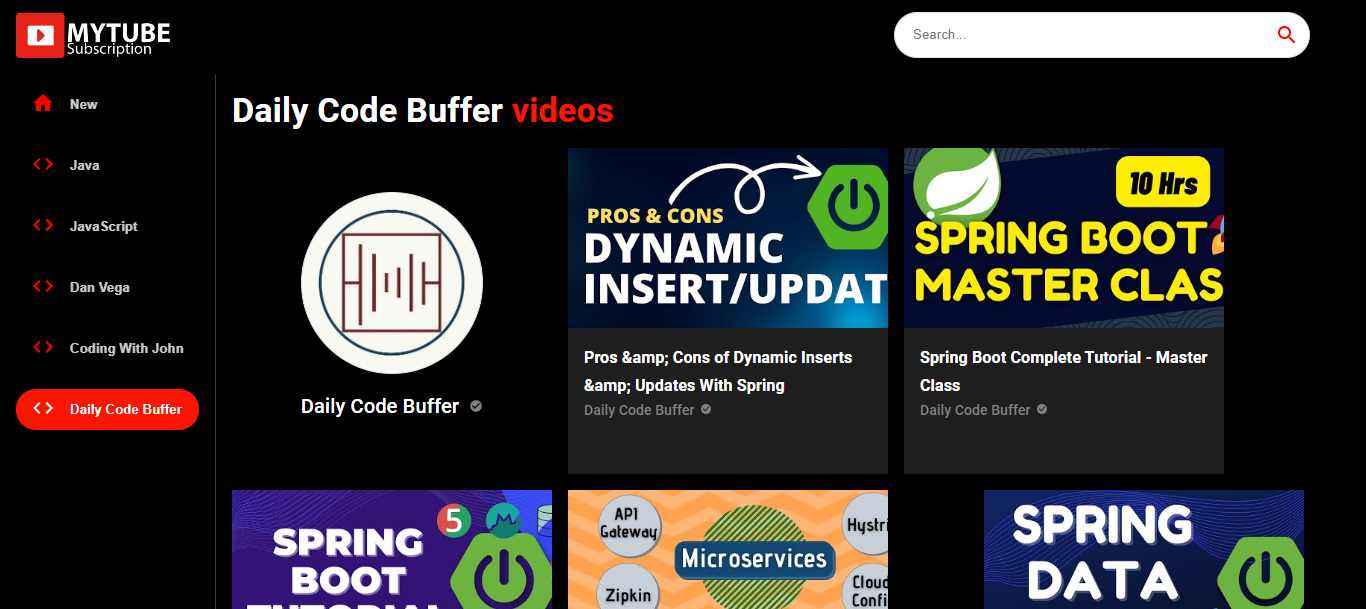 MYTUBE
Subscription
Search...
New
Java
JavaScript
Dan Vega
Coding With John
Daily Code Buffer
Daily Code Buffer videos
Daily Code Buffer
PROS & CONS
DYNAMIC
INSERT/UPDAT
Pros &amp; Cons of Dynamic Inserts
&amp; Updates With Spring
Daily Code Buffer
10 Hrs
SPRING BOOT
MASTER CLAS
Spring Boot Complete Tutorial - Master
Class
Daily Code Buffer
5
SPRING
BOOT
TUTORIAL
API
Gateway
Microservices
Hystri
Zipkin
Cloud
Confi
SPRING
DATA